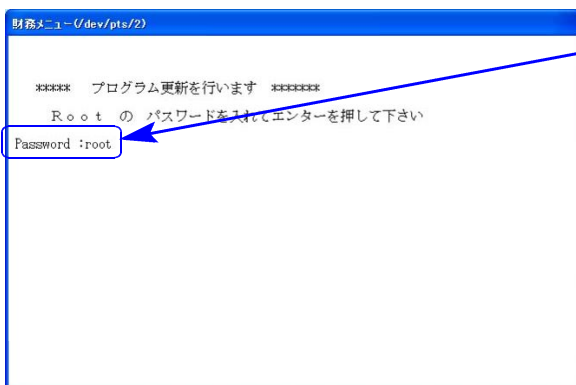 財務メニュー(/dev/pts/2)
***** プログラム更新を行います *******
Ｒｏｏｔ の パスワードを入れてエンターを押して下さい
Password :root